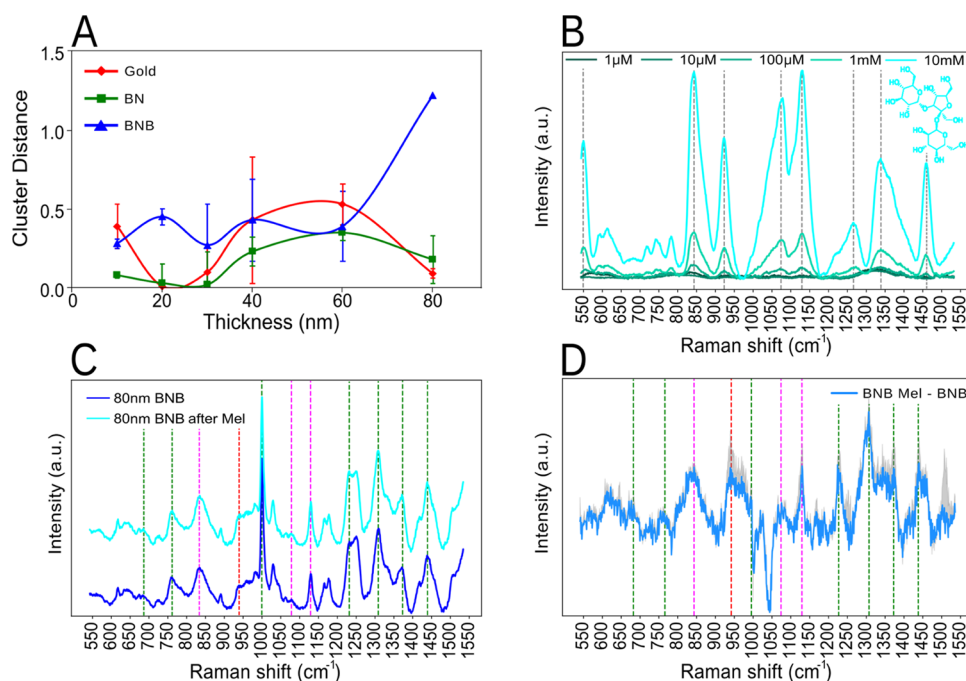 A
Cluster Distance
1.5
1.0
0.5
0.0
Gold
BN
BNB
0 20 40 60 80
Thickness (nm)
B
Intensity (a.u.)
1µM 10µM 100µM 1mM 10mM
550 600 650 700 750 800 850 900 950 1000 1050 1100 1150 1200 1250 1300 1350 1400 1450 1500 1550
Raman shift (cm⁻¹)
C
Intensity (a.u.)
80nm BNB
80nm BNB after Mel
550 600 650 700 750 800 850 900 950 1000 1050 1100 1150 1200 1250 1300 1350 1400 1450 1500 1550
Raman shift (cm⁻¹)
D
Intensity (a.u.)
BNB Mel - BNB
550 600 650 700 750 800 850 900 950 1000 1050 1100 1150 1200 1250 1300 1350 1400 1450 1500 1550
Raman shift (cm⁻¹)